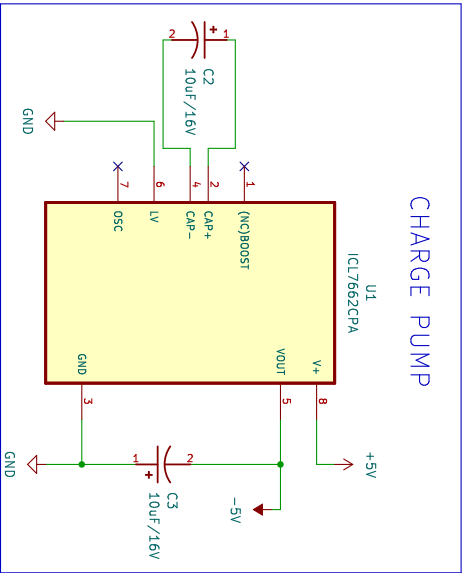 CHARGE PUMP
U1
ICL7662CPA
+5V
-5V
V+
8
VOUT
5
GND
3
(NC)BOOST
1
CAP+
2
CAP-
4
LV
6
OSC
7
C2
10uF/16V
1
+
2
GND
C3
10uF/16V
1
+
2
GND